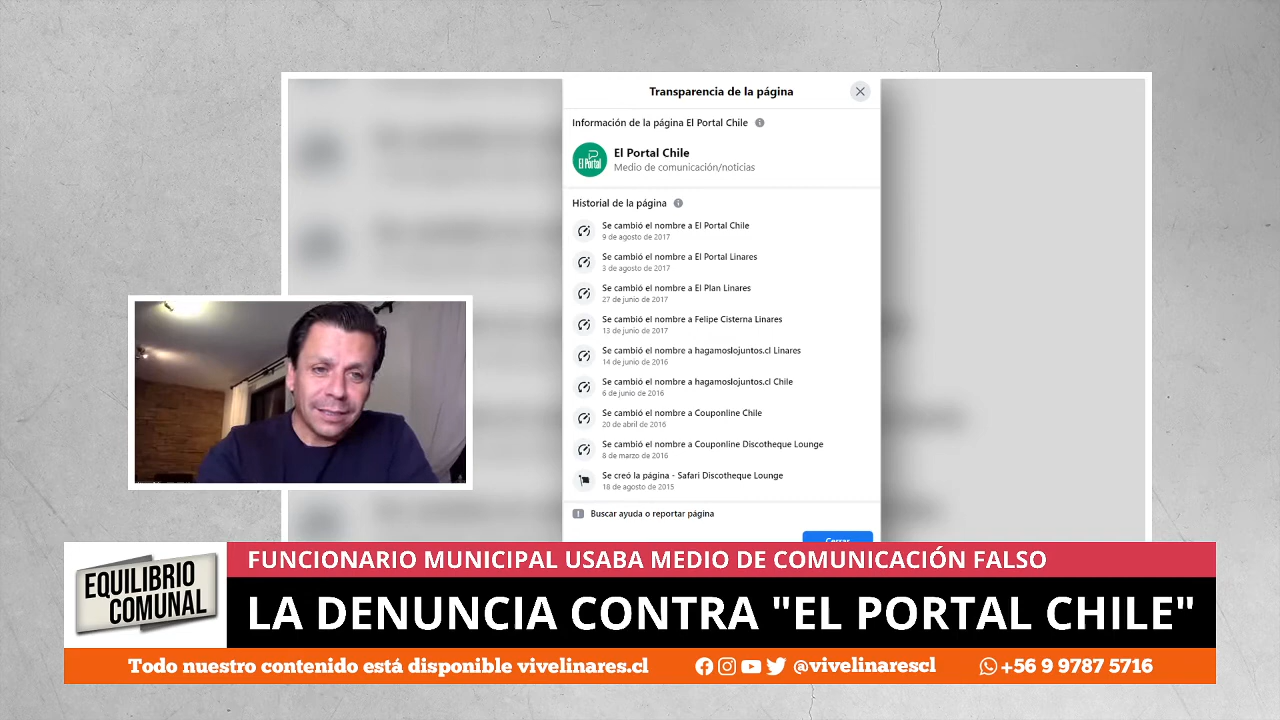 Transparencia de la página
Información de la página El Portal Chile
El Portal
El Portal Chile
Medio de comunicación/noticias
Historial de la página
Se cambió el nombre a El Portal Chile
9 de agosto de 2017
Se cambió el nombre a El Portal Linares
3 de agosto de 2017
Se cambió el nombre a El Plan Linares
27 de junio de 2017
Se cambió el nombre a Felipe Cisterna Linares
13 de junio de 2017
Se cambió el nombre a hagamoslojuntos.cl Linares
14 de junio de 2016
Se cambió el nombre a hagamoslojuntos.cl Chile
6 de junio de 2016
Se cambió el nombre a Couponline Chile
20 de abril de 2016
Se cambió el nombre a Couponline Discotheque Lounge
8 de marzo de 2016
Se creó la página - Safari Discotheque Lounge
18 de agosto de 2015
Buscar ayuda o reportar página
Cerrar
EQUILIBRIO
COMUNAL
FUNCIONARIO MUNICIPAL USABA MEDIO DE COMUNICACIÓN FALSO
LA DENUNCIA CONTRA "EL PORTAL CHILE"
Todo nuestro contenido está disponible vivelinares.cl @vivelinarescl +56 9 9787 5716